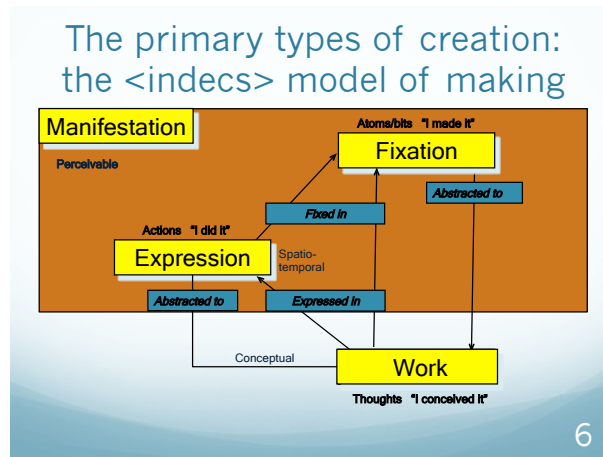 The primary types of creation:
the <indecs> model of making
Manifestation
Atoms/bits "I made it"
Fixation
Perceivable
Abstracted to
Fixed in
Actions "I did it"
Expression
Spatio-
temporal
Abstracted to
Expressed in
Conceptual
Work
Thoughts "I conceived it"
6